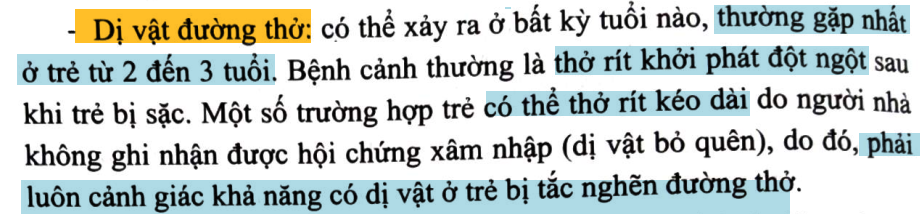 - Dị vật đường thở: có thể xảy ra ở bất kỳ tuổi nào, thường gặp nhất
ở trẻ từ 2 đến 3 tuổi. Bệnh cảnh thường là thở rít khởi phát đột ngột sau
khi trẻ bị sặc. Một số trường hợp trẻ có thể thở rít kéo dài do người nhà
không ghi nhận được hội chứng xâm nhập (dị vật bỏ quên), do đó, phải
luôn cảnh giác khả năng có dị vật ở trẻ bị tắc nghẽn đường thở.